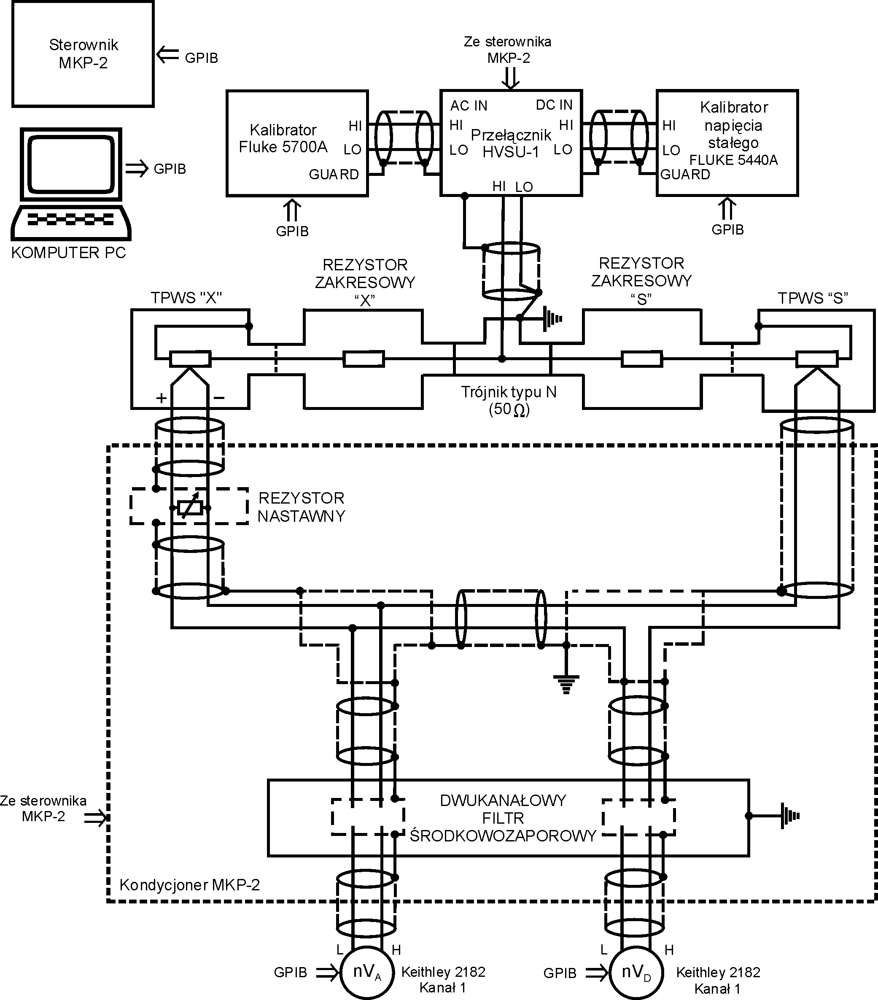 Sterownik
MKP-2
GPIB
GPIB
KOMPUTER PC
Ze sterownika
MKP-2
Kalibrator
Fluke 5700A
HI
LO
GUARD
GPIB
AC IN
DC IN
HI
HI
Przełącznik
HVSU-1
LO
LO
HI
LO
Kalibrator
napięcia
stałego
FLUKE 5440A
HI
LO
GUARD
GPIB
TPWS "X"
REZYSTOR
ZAKRESOWY
“X”
REZYSTOR
ZAKRESOWY
“S”
TPWS “S”
+
−
Trójnik typu N
(50Ω)
REZYSTOR
NASTAWNY
Ze sterownika
MKP-2
DWUKANAŁOWY
FILTR
ŚRODKOWOZAPOROWY
Kondycjoner MKP-2
L
H
GPIB
nVA
Keithley 2182
Kanał 1
L
H
GPIB
nVD
Keithley 2182
Kanał 1